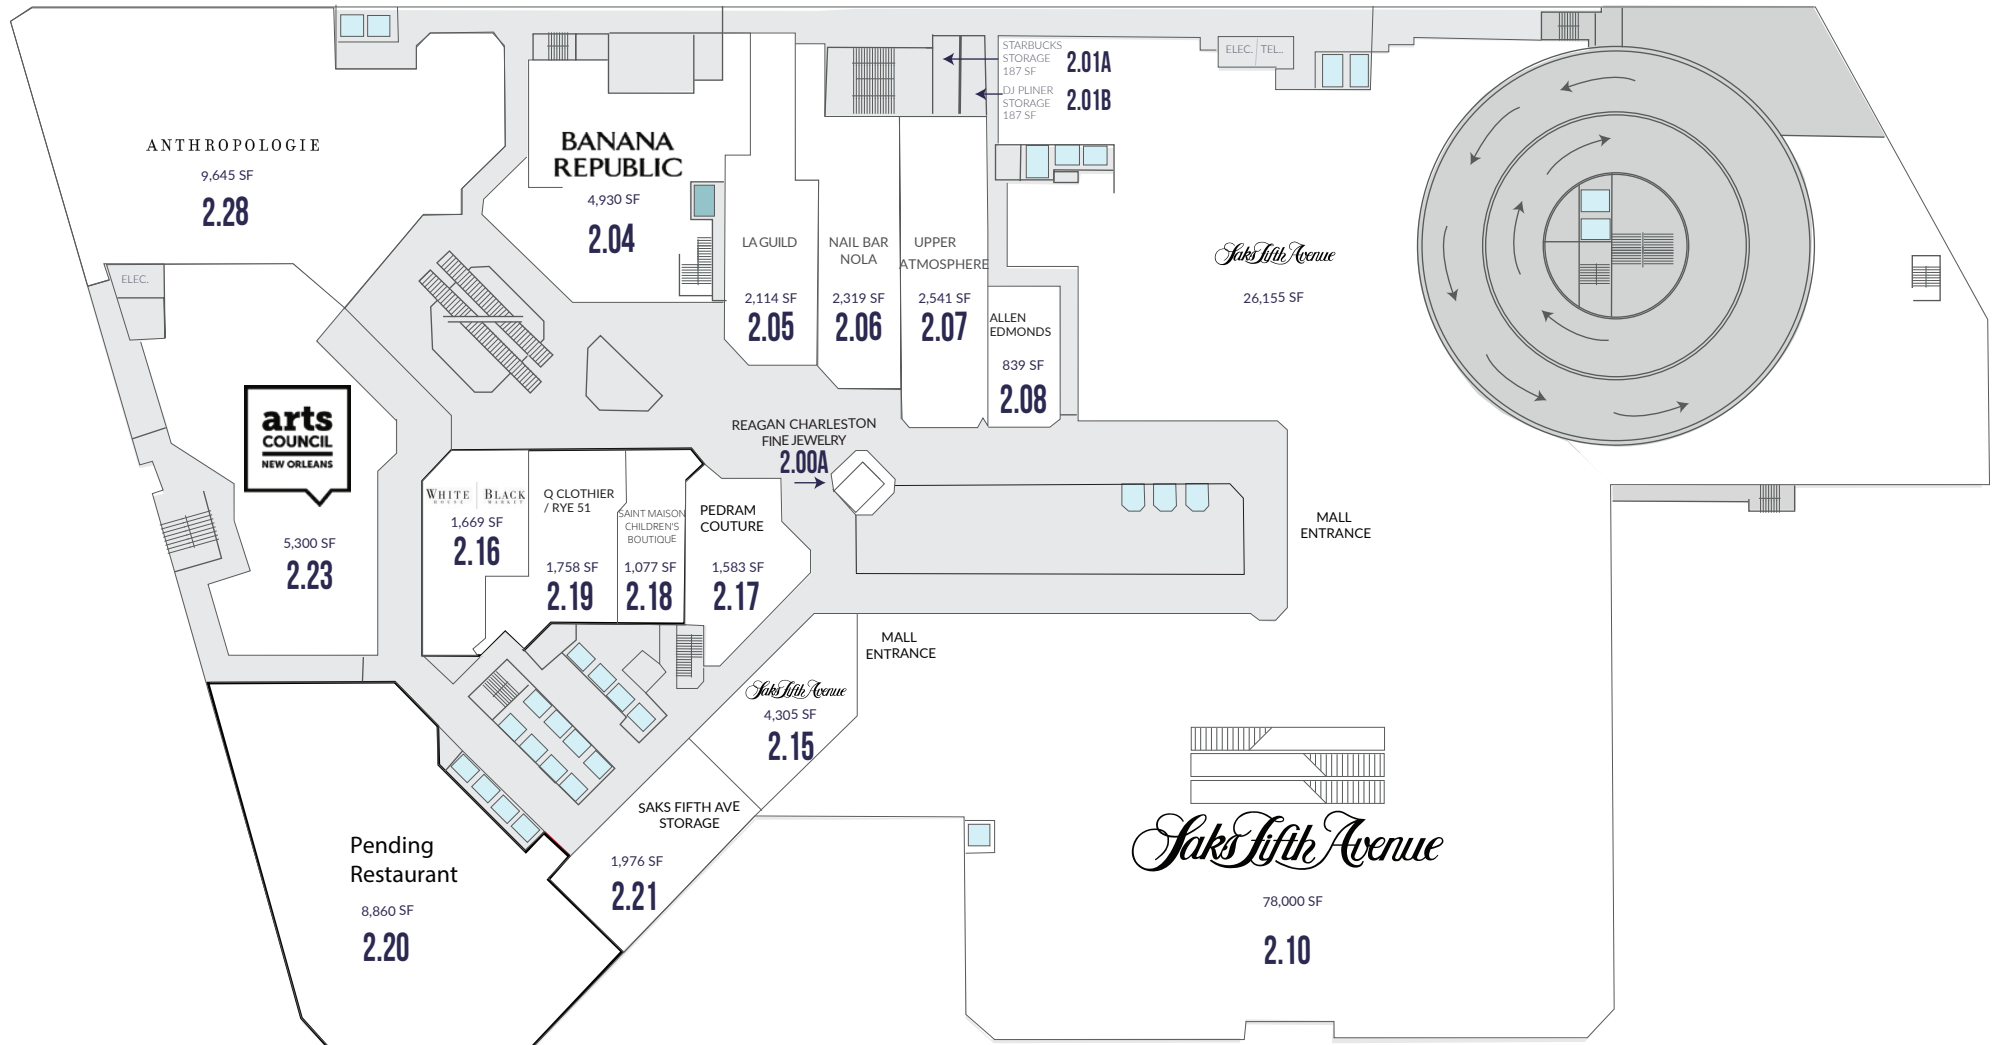 ANTHROPOLOGIE
9,645 SF
2.28
BANANA
REPUBLIC
4,930 SF
2.04
STARBUCKS
STORAGE
187 SF
2.01A
DJ PLINER
STORAGE
187 SF
2.01B
ELEC.
TEL..
LA GUILD
2,114 SF
2.05
NAIL BAR
NOLA
2,319 SF
2.06
UPPER
ATMOSPHERE
2,541 SF
2.07
ALLEN
EDMONDS
839 SF
2.08
Saks Fifth Avenue
26,155 SF
ELEC.
arts
COUNCIL
NEW ORLEANS
5,300 SF
2.23
REAGAN CHARLESTON
FINE JEWELRY
2.00A
WHITE BLACK
HOUSE MARKET
1,669 SF
2.16
Q CLOTHIER
/ RYE 51
1,758 SF
2.19
SAINT MAISON
CHILDREN'S
BOUTIQUE
1,077 SF
2.18
PEDRAM
COUTURE
1,583 SF
2.17
MALL
ENTRANCE
MALL
ENTRANCE
Saks Fifth Avenue
4,305 SF
2.15
SAKS FIFTH AVE
STORAGE
1,976 SF
2.21
Pending
Restaurant
8,860 SF
2.20
Saks Fifth Avenue
78,000 SF
2.10